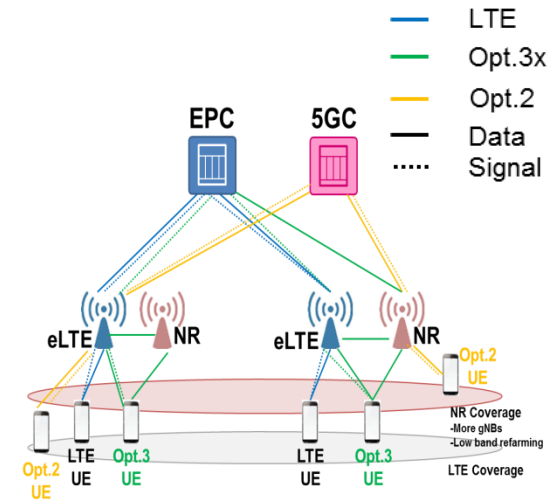 LTE
Opt.3x
Opt.2
Data
Signal
EPC
5GC
eLTE
NR
eLTE
NR
Opt.2
UE
NR Coverage
-More gNBs
-Low band refarming
LTE Coverage
Opt.2
UE
LTE
UE
Opt.3
UE
LTE
UE
Opt.3
UE